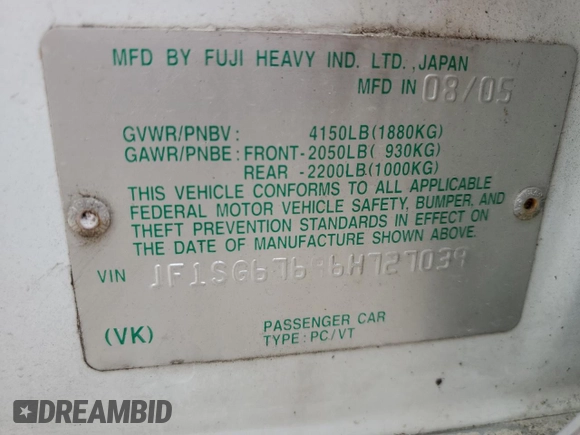 MFD BY FUJI HEAVY IND. LTD., JAPAN
MFD IN 08/05
GVWR/PNBV: 4150LB(1880KG)
GAWR/PNBE: FRONT-2050LB( 930KG)
REAR -2200LB(1000KG)
THIS VEHICLE CONFORMS TO ALL APPLICABLE
FEDERAL MOTOR VEHICLE SAFETY, BUMPER, AND
THEFT PREVENTION STANDARDS IN EFFECT ON
THE DATE OF MANUFACTURE SHOWN ABOVE.
VIN
(VK)
PASSENGER CAR
TYPE:PC/VT
DREAMBID